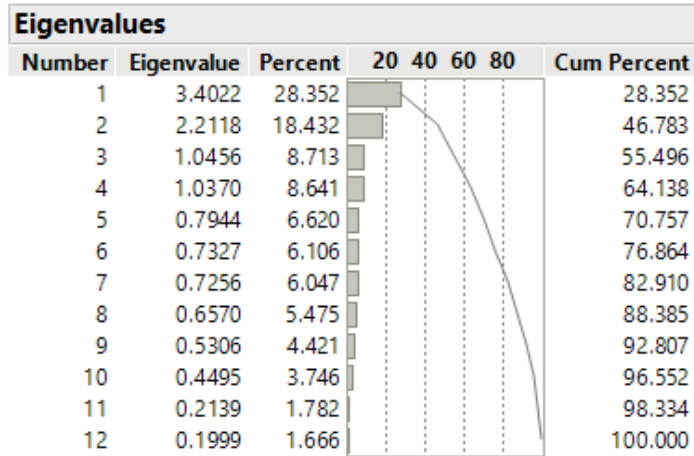 Eigenvalues
Number Eigenvalue Percent 20 40 60 80 Cum Percent
1 3.4022 28.352 28.352
2 2.2118 18.432 46.783
3 1.0456 8.713 55.496
4 1.0370 8.641 64.138
5 0.7944 6.620 70.757
6 0.7327 6.106 76.864
7 0.7256 6.047 82.910
8 0.6570 5.475 88.385
9 0.5306 4.421 92.807
10 0.4495 3.746 96.552
11 0.2139 1.782 98.334
12 0.1999 1.666 100.000